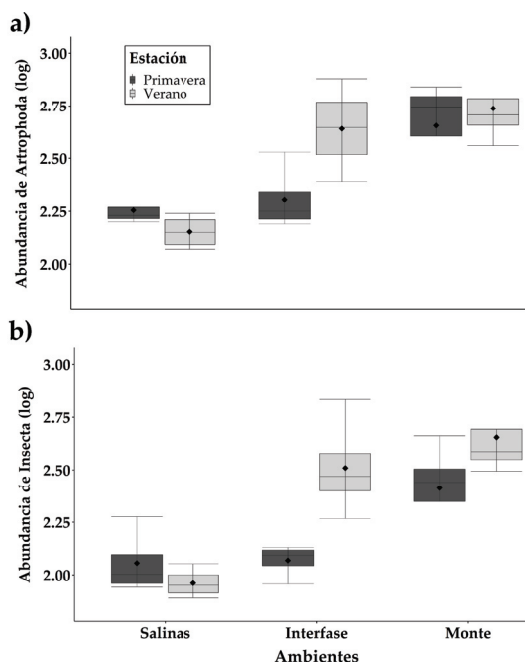 a)
Abundancia de Artrophoda (log)
3.00
2.75
2.50
2.25
2.00
Estación
Primavera
Verano
b)
Abundancia de Insecta (log)
3.00
2.75
2.50
2.25
2.00
Salinas Interfase Monte
Ambientes